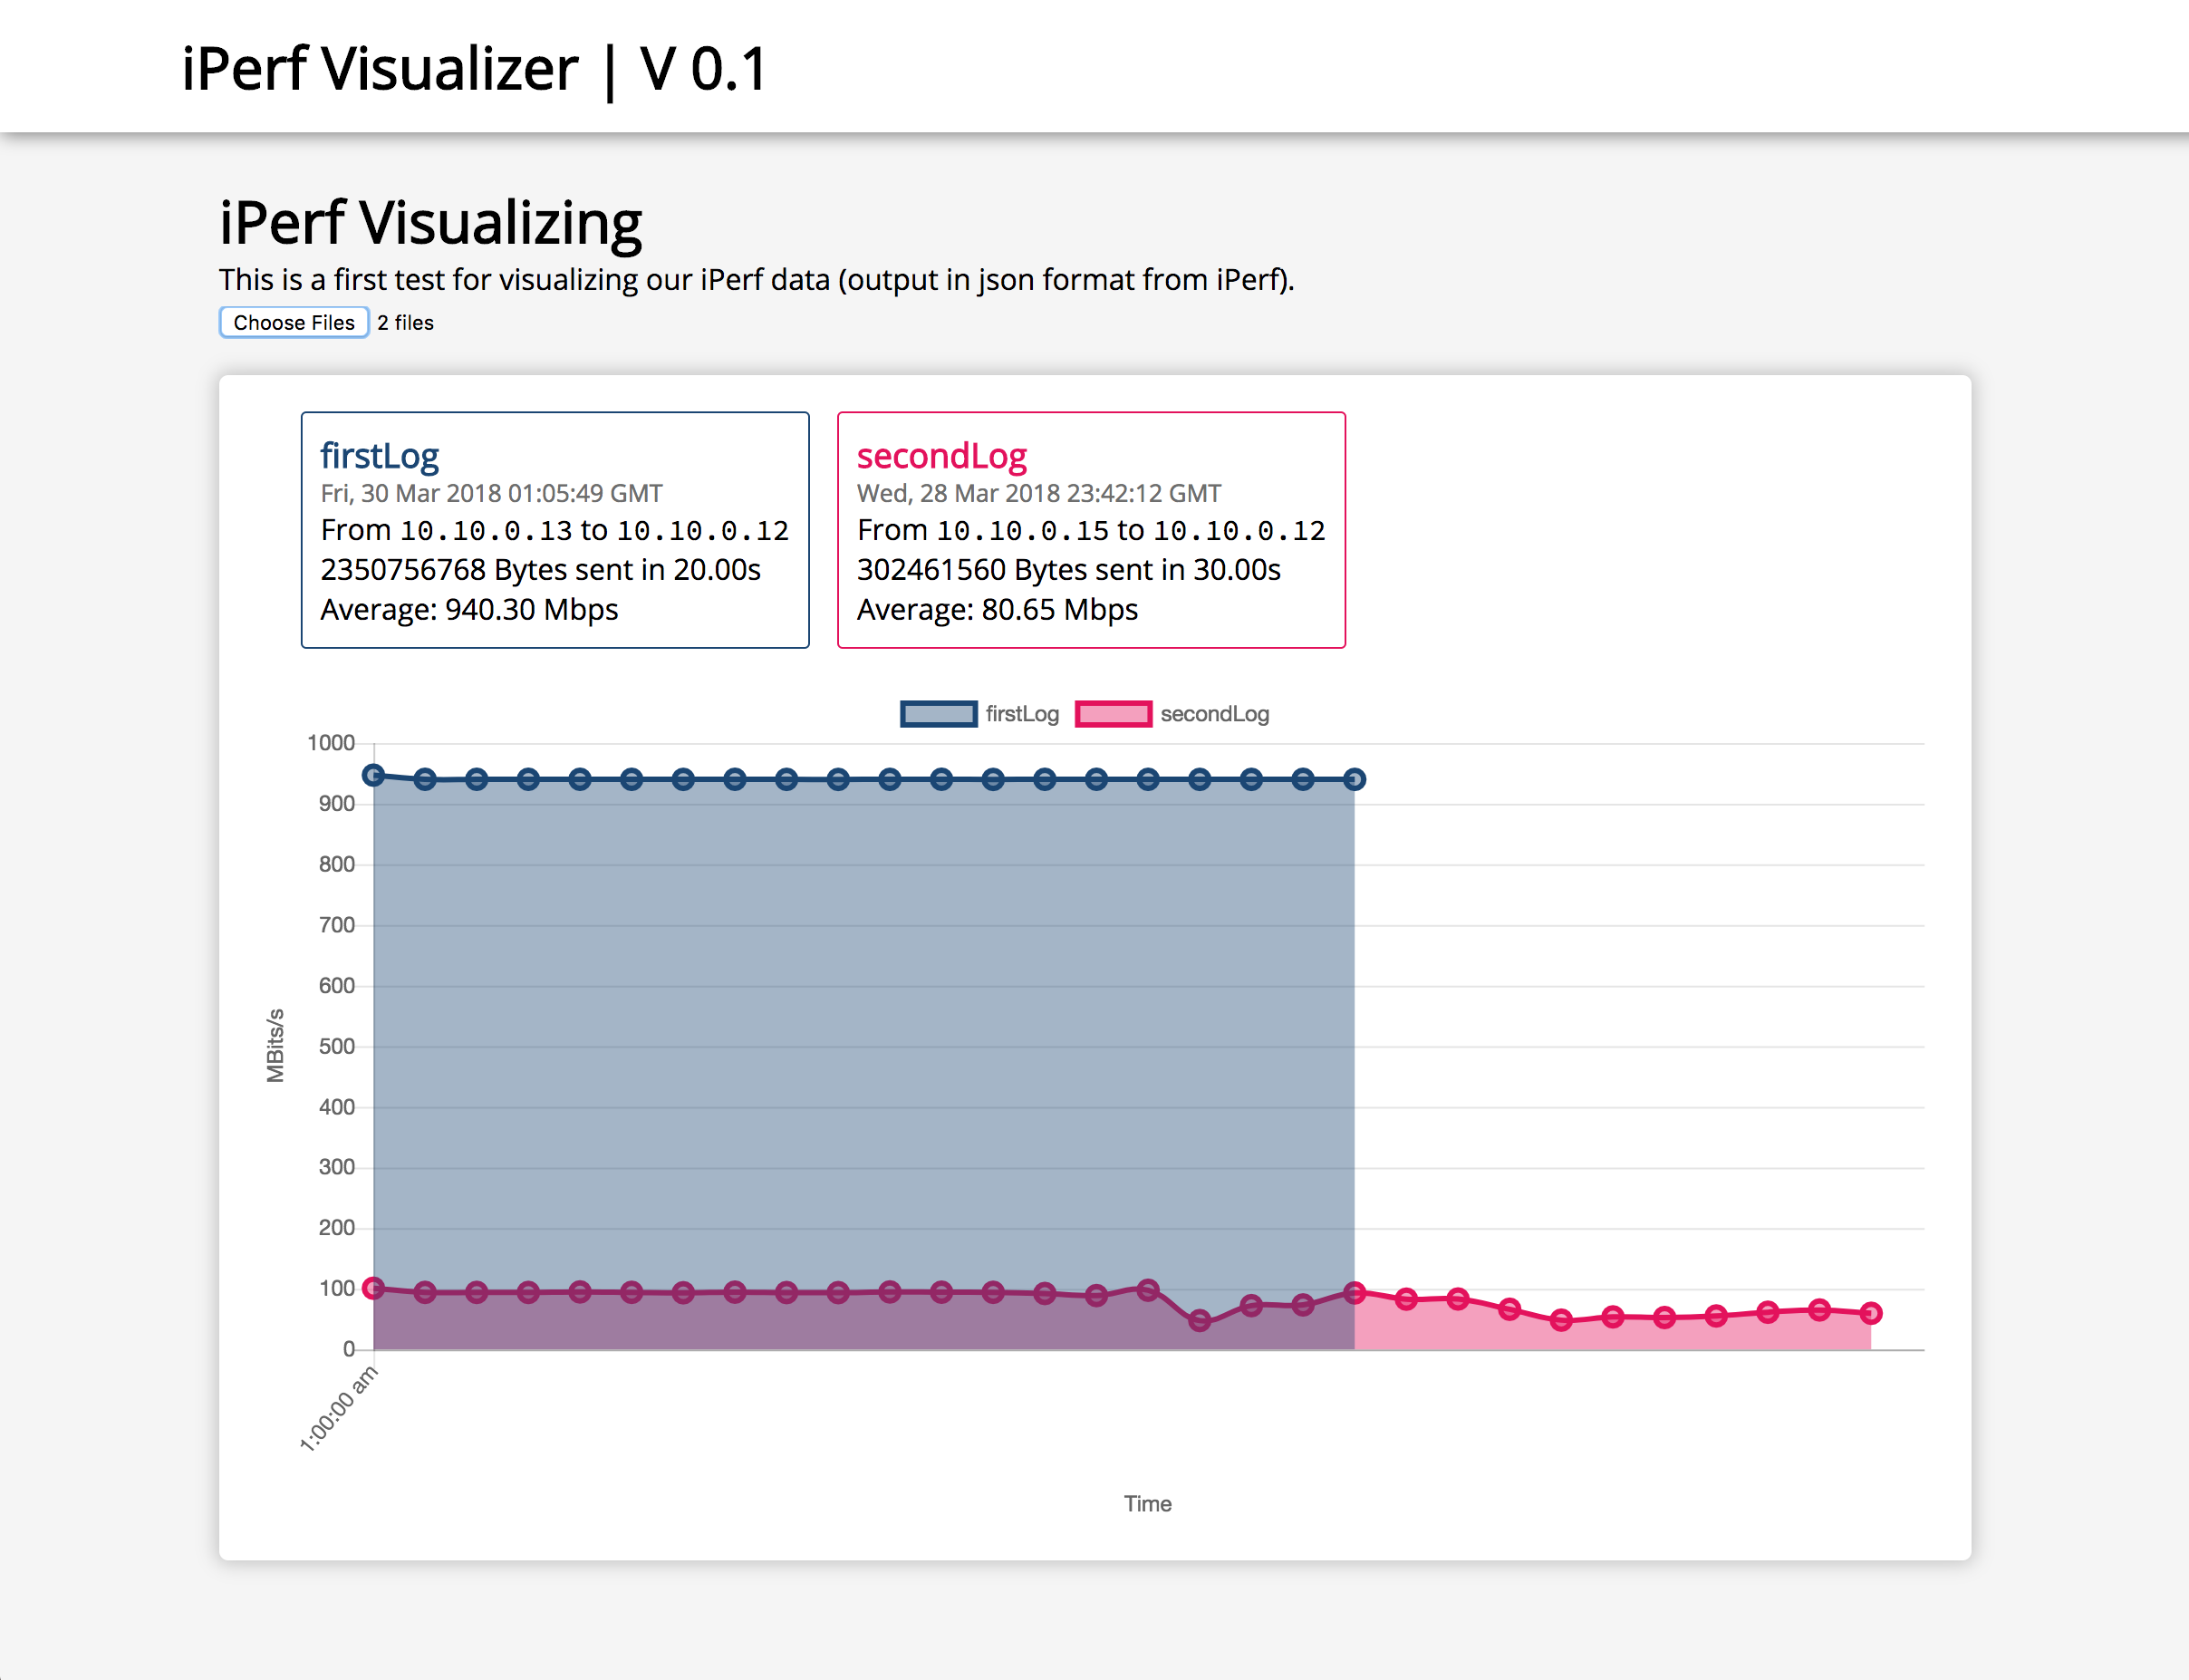 iPerf Visualizer | V 0.1
iPerf Visualizing
This is a first test for visualizing our iPerf data (output in json format from iPerf).
Choose Files 2 files
firstLog
Fri, 30 Mar 2018 01:05:49 GMT
From 10.10.0.13 to 10.10.0.12
2350756768 Bytes sent in 20.00s
Average: 940.30 Mbps
secondLog
Wed, 28 Mar 2018 23:42:12 GMT
From 10.10.0.15 to 10.10.0.12
302461560 Bytes sent in 30.00s
Average: 80.65 Mbps
firstLog secondLog
1000
900
800
700
600
500
400
300
200
100
0
MBits/s
1:00:00 am
Time